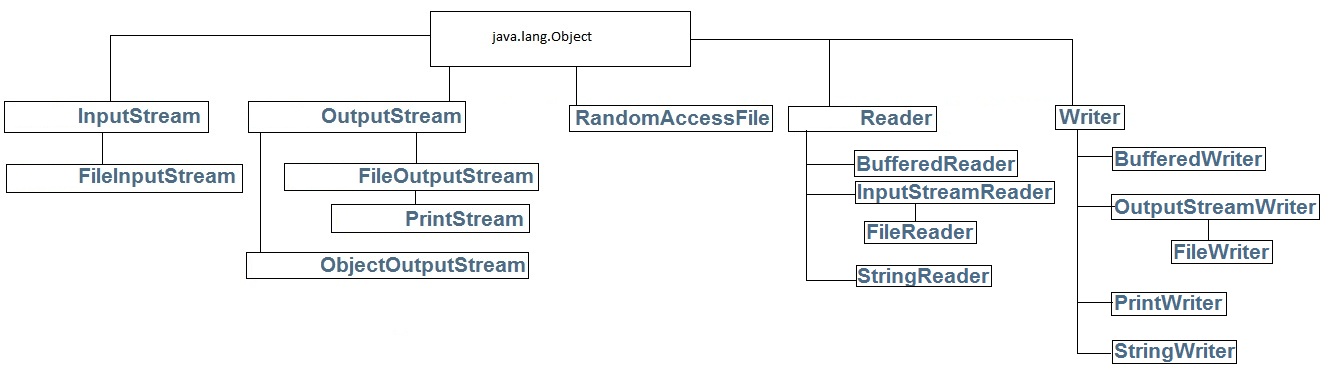 java.lang.Object
InputStream
OutputStream
RandomAccessFile
Reader
Writer
FileInputStream
FileOutputStream
PrintStream
ObjectOutputStream
BufferedReader
InputStreamReader
FileReader
StringReader
BufferedWriter
OutputStreamWriter
FileWriter
PrintWriter
StringWriter